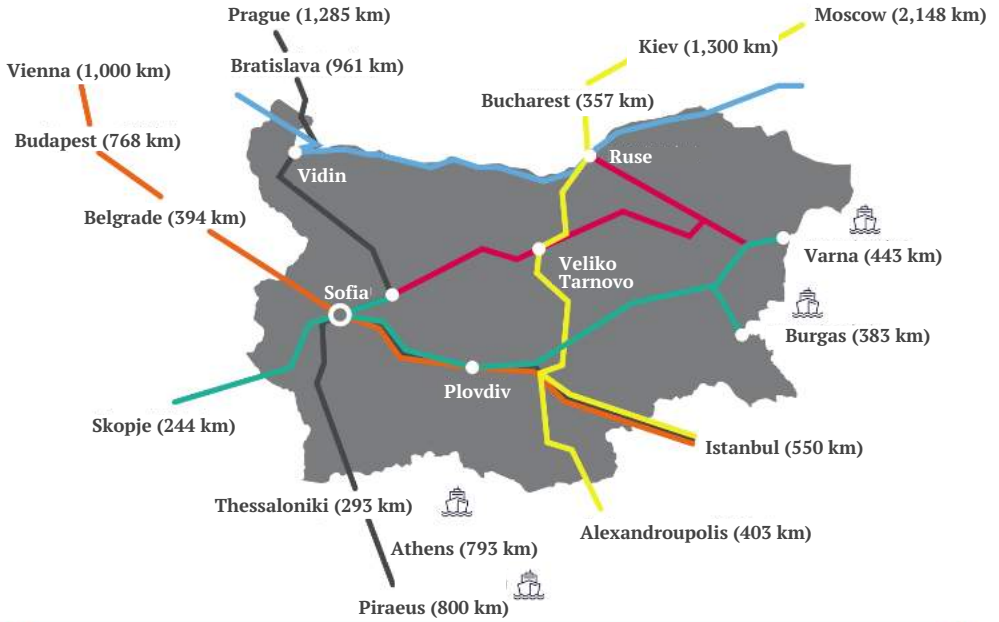 Prague (1,285 km)
Moscow (2,148 km)
Kiev (1,300 km)
Bratislava (961 km)
Vienna (1,000 km)
Bucharest (357 km)
Budapest (768 km)
Ruse
Vidin
Belgrade (394 km)
Varna (443 km)
Veliko
Tarnovo
Sofia
Burgas (383 km)
Plovdiv
Skopje (244 km)
Istanbul (550 km)
Thessaloniki (293 km)
Alexandroupolis (403 km)
Athens (793 km)
Piraeus (800 km)